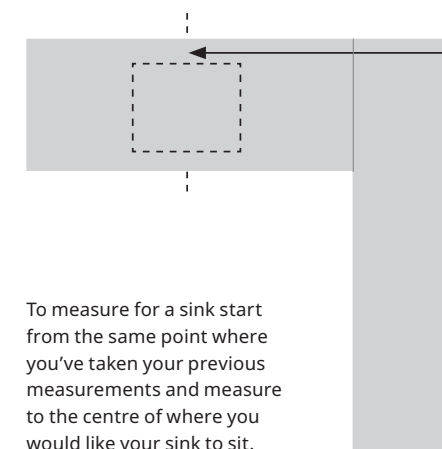 To measure for a sink start
from the same point where
you've taken your previous
measurements and measure
to the centre of where you
would like your sink to sit.